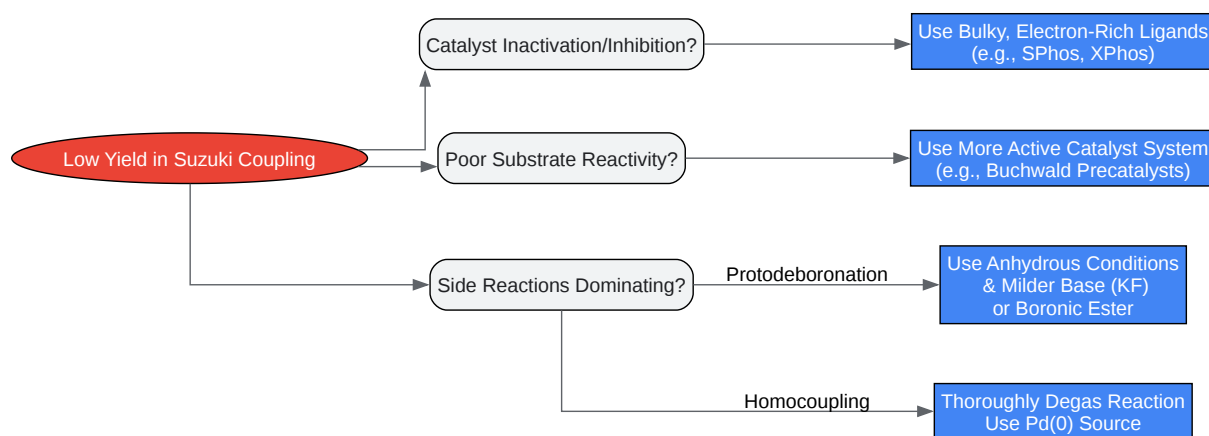 Catalyst Inactivation/Inhibition?
Use Bulky, Electron-Rich Ligands
(e.g., SPhos, XPhos)
Low Yield in Suzuki Coupling
Poor Substrate Reactivity?
Use More Active Catalyst System
(e.g., Buchwald Precatalysts)
Side Reactions Dominating?
Protodeboronation
Use Anhydrous Conditions
& Milder Base (KF)
or Boronic Ester
Homocoupling
Thoroughly Degas Reaction
Use Pd(0) Source